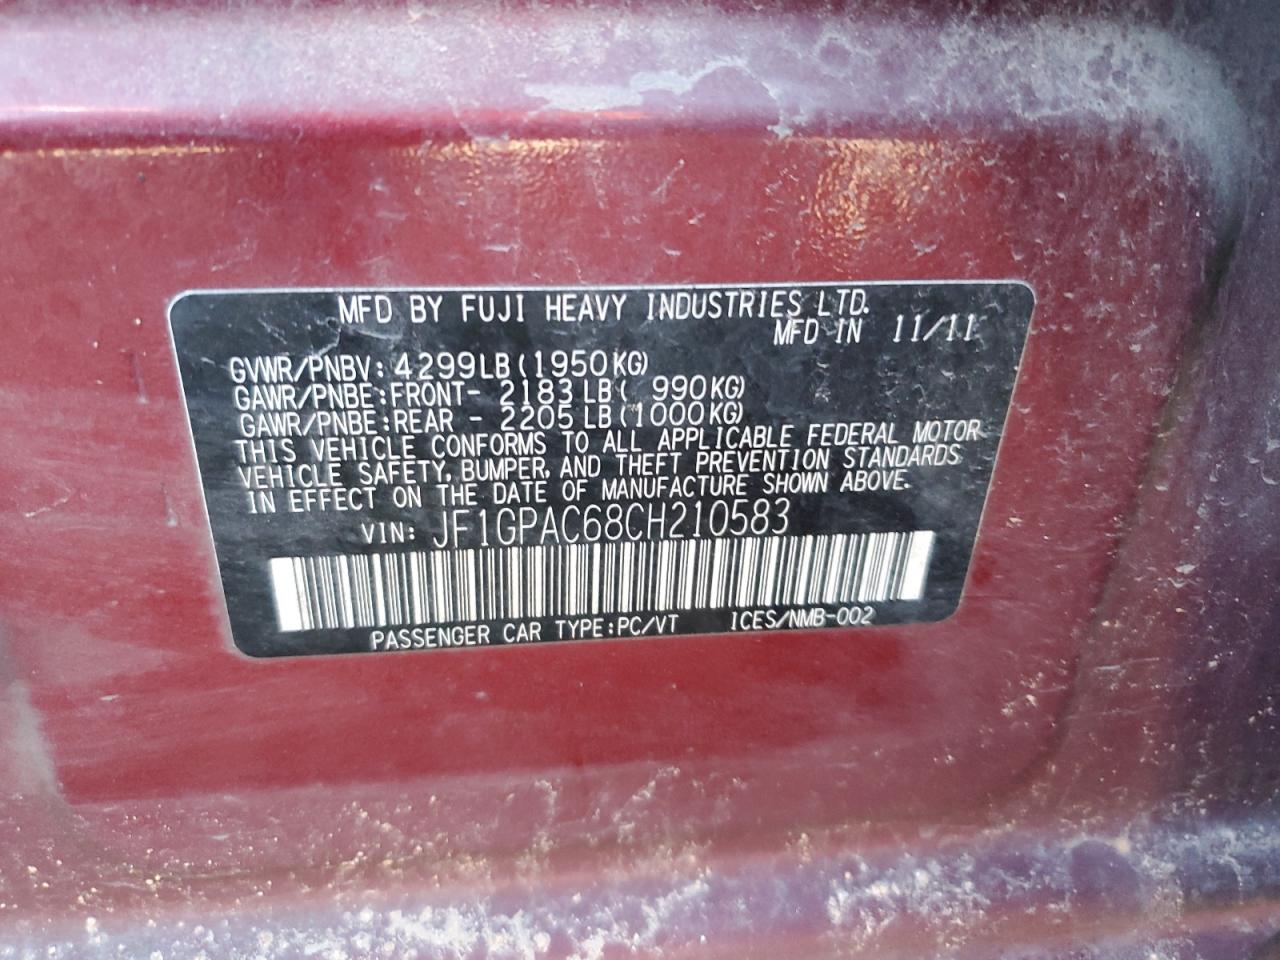 MFD BY FUJI HEAVY INDUSTRIES LTD.
MFD IN 11/11
GVWR/PNBV: 4299LB(1950KG)
GAWR/PNBE:FRONT- 2183 LB( 990KG)
GAWR/PNBE:REAR - 2205 LB(1000KG)
THIS VEHICLE CONFORMS TO ALL APPLICABLE FEDERAL MOTOR
VEHICLE SAFETY, BUMPER, AND THEFT PREVENTION STANDARDS
IN EFFECT ON THE DATE OF MANUFACTURE SHOWN ABOVE.
VIN: JF1GPAC68CH210583
PASSENGER CAR TYPE:PC/VT ICES/NMB-002